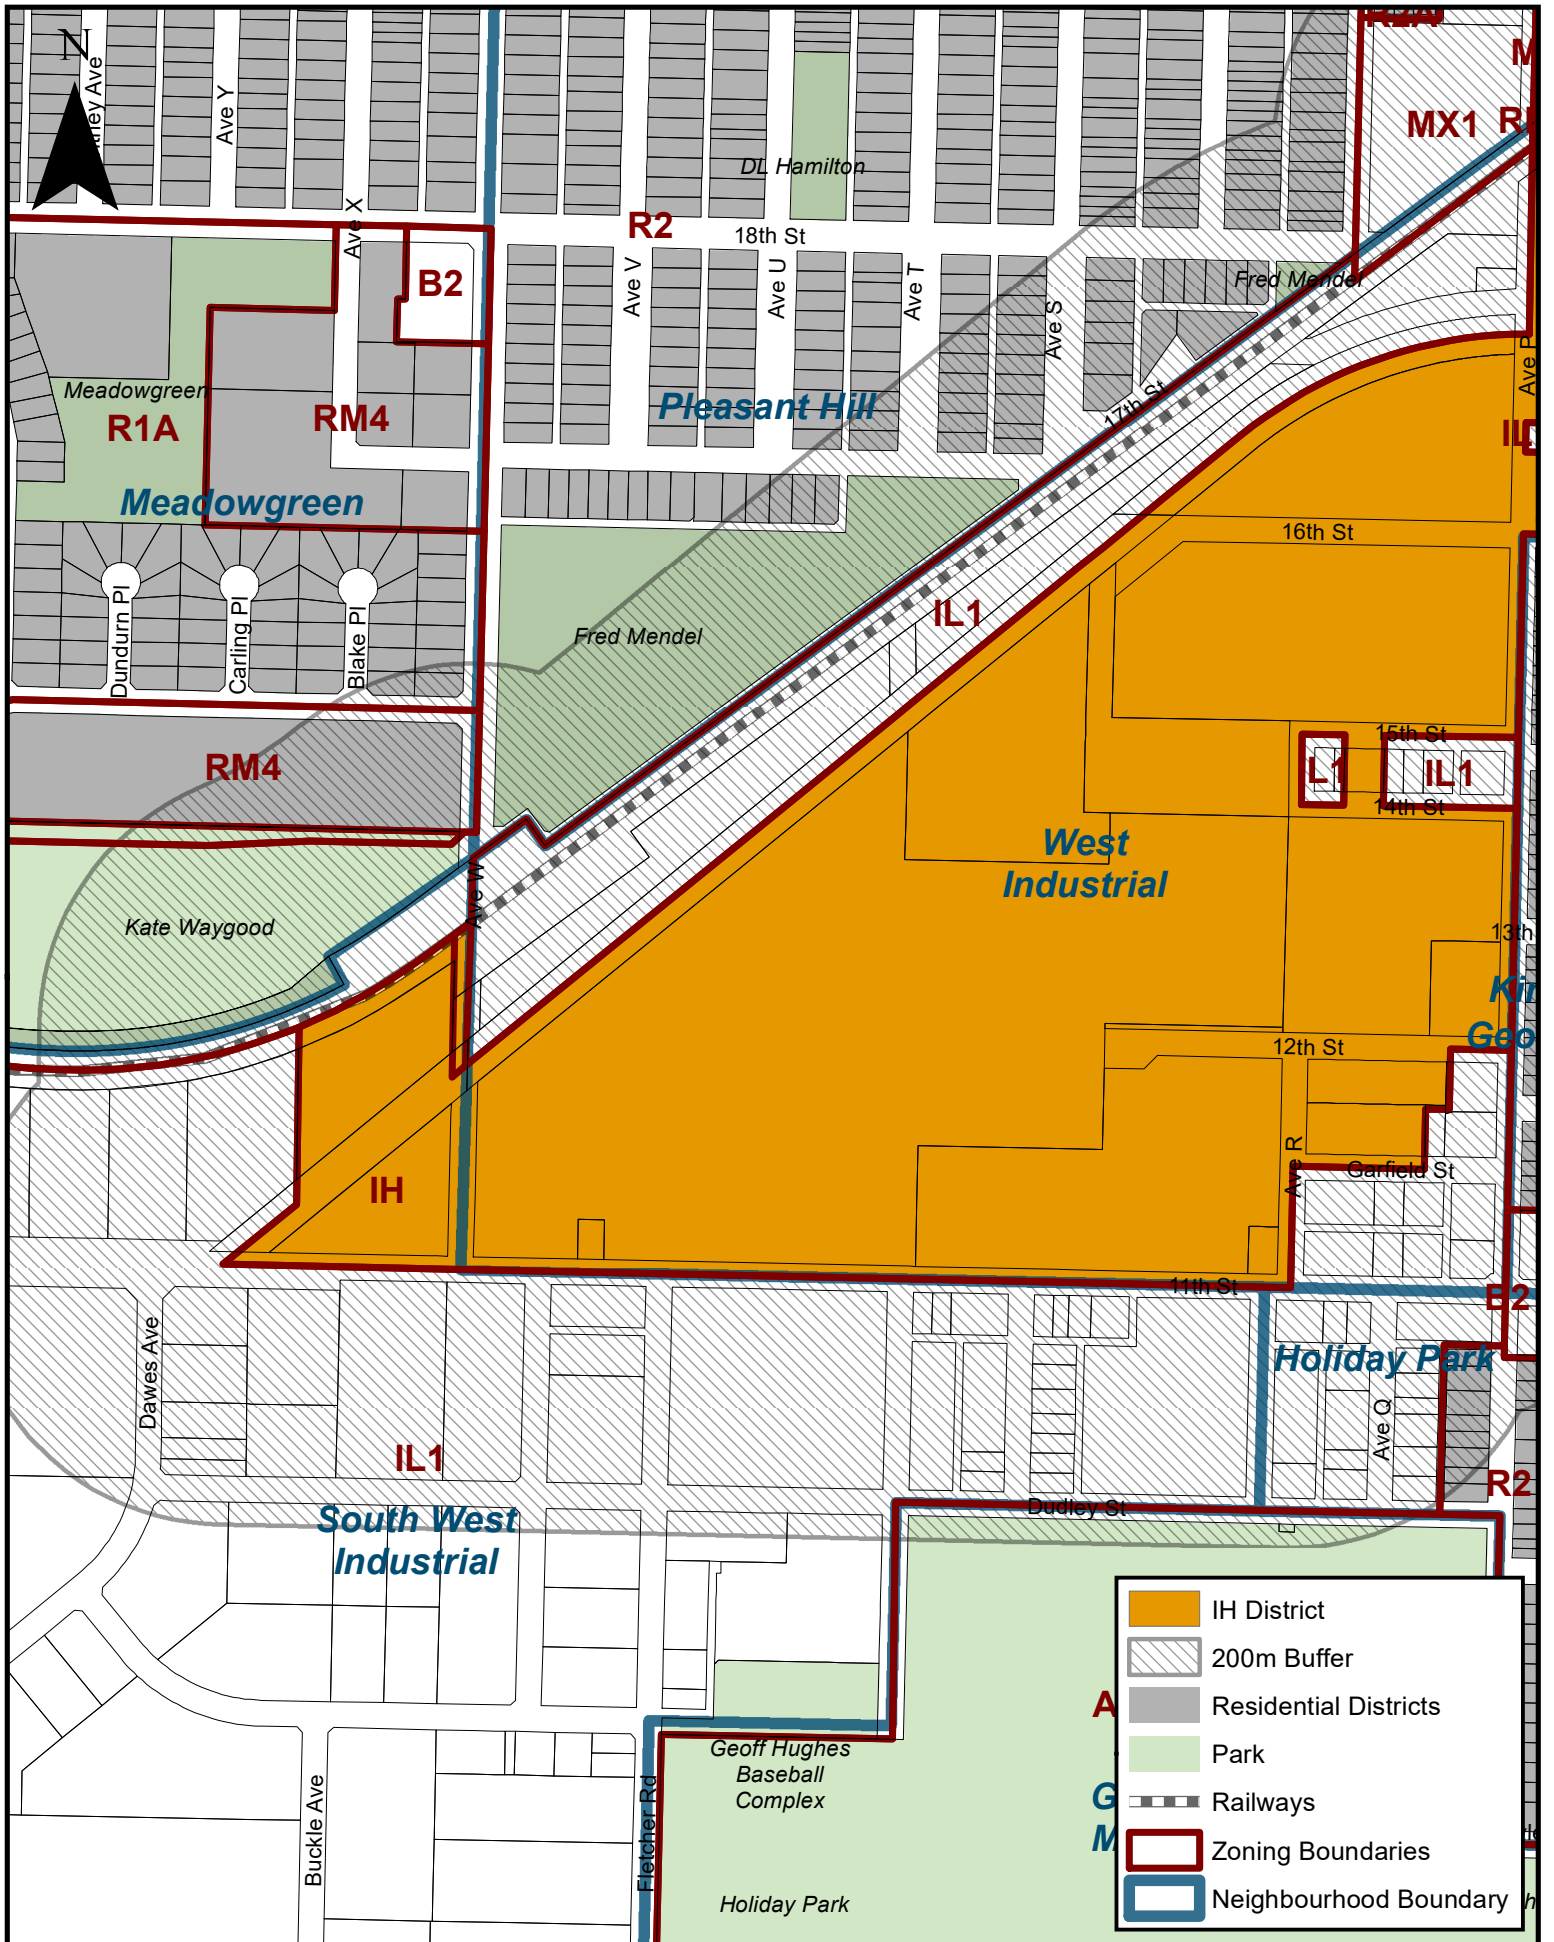 N
R2A
M
Ave Y
MX1
DL Hamilton
Ave X
R2
18th St
B2
Ave V
Ave U
Ave T
Ave S
Fred Mendel
Ave P
Meadowgreen
R1A
RM4
Pleasant Hill
17th St
Meadowgreen
16th St
Dundurn Pl
Carling Pl
Blake Pl
Fred Mendel
IL1
RM4
15th St
L1
IL1
14th St
West
Industrial
Kate Waygood
Ave W
13th
12th St
Ave R
Garfield St
IH
11th St
B2
Dawes Ave
Holiday Park
Ave Q
IL1
R2
South West
Industrial
Dudley St
IH District
200m Buffer
Residential Districts
Park
Railways
Zoning Boundaries
Neighbourhood Boundary
A
G
M
Geoff Hughes
Baseball
Complex
Buckle Ave
Fletcher Rd
Holiday Park